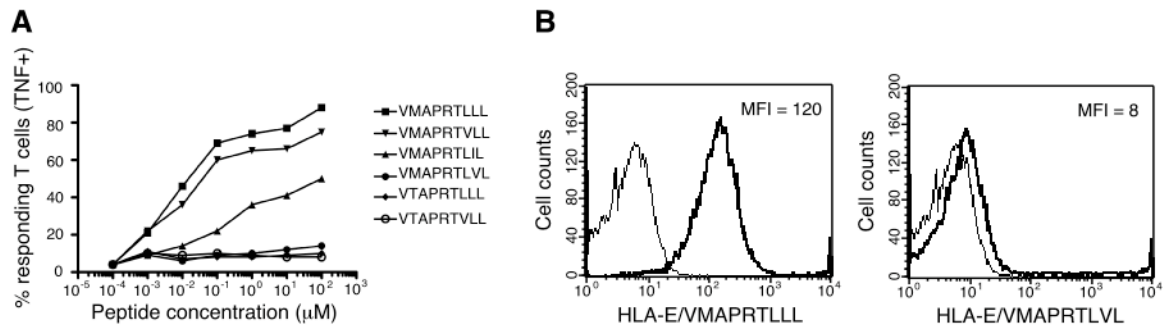 A
% responding T cells (TNF+)
100
80
60
40
20
0
10-5 10-4 10-3 10-2 10-1 100 101 102 103
Peptide concentration (μM)
VMAPRTLLL
VMAPRTVLL
VMAPRTLIL
VMAPRTLVL
VTAPRTLLL
VTAPRTVLL
B
Cell counts
200
160
120
80
40
0
MFI = 120
100 101 102 103 104
HLA-E/VMAPRTLLL
Cell counts
200
160
120
80
40
0
MFI = 8
100 101 102 103 104
HLA-E/VMAPRTLVL